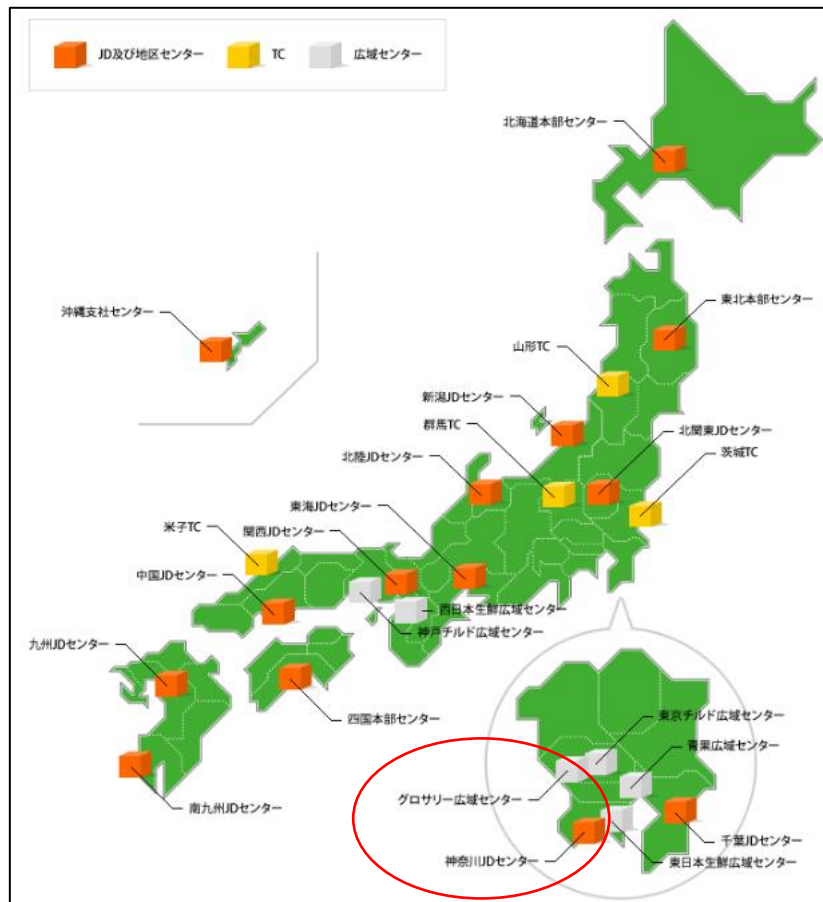 JD及び地区センター
TC
広域センター
北海道本部センター
東北本部センター
沖縄支社センター
山形TC
新潟JDセンター
群馬TC
北関東JDセンター
茨城TC
北陸JDセンター
東海JDセンター
米子TC
関西JDセンター
中国JDセンター
西日本生鮮広域センター
神戸チルド広域センター
九州JDセンター
四国本部センター
南九州JDセンター
東京チルド広域センター
青果広域センター
グロサリー広域センター
千葉JDセンター
神奈川JDセンター
東日本生鮮広域センター